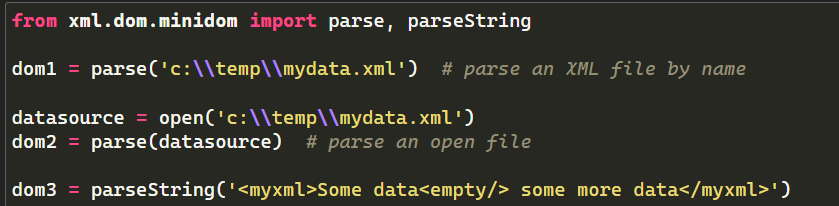 from xml.dom.minidom import parse, parseString
dom1 = parse('c:\\temp\\mydata.xml')  # parse an XML file by name
datasource = open('c:\\temp\\mydata.xml')
dom2 = parse(datasource)  # parse an open file
dom3 = parseString('<myxml>Some data<empty/> some more data</myxml>')